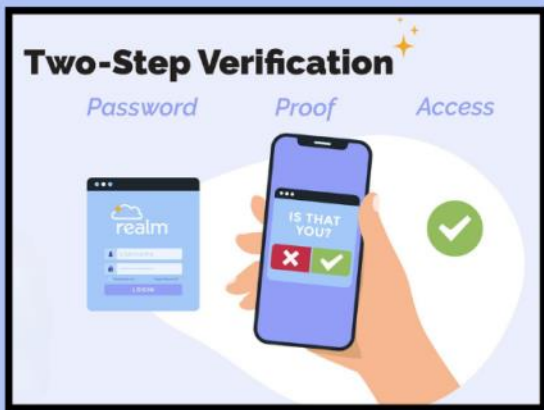 Two-Step Verification
Password Proof Access
realm
IS THAT
YOU?
LOGIN